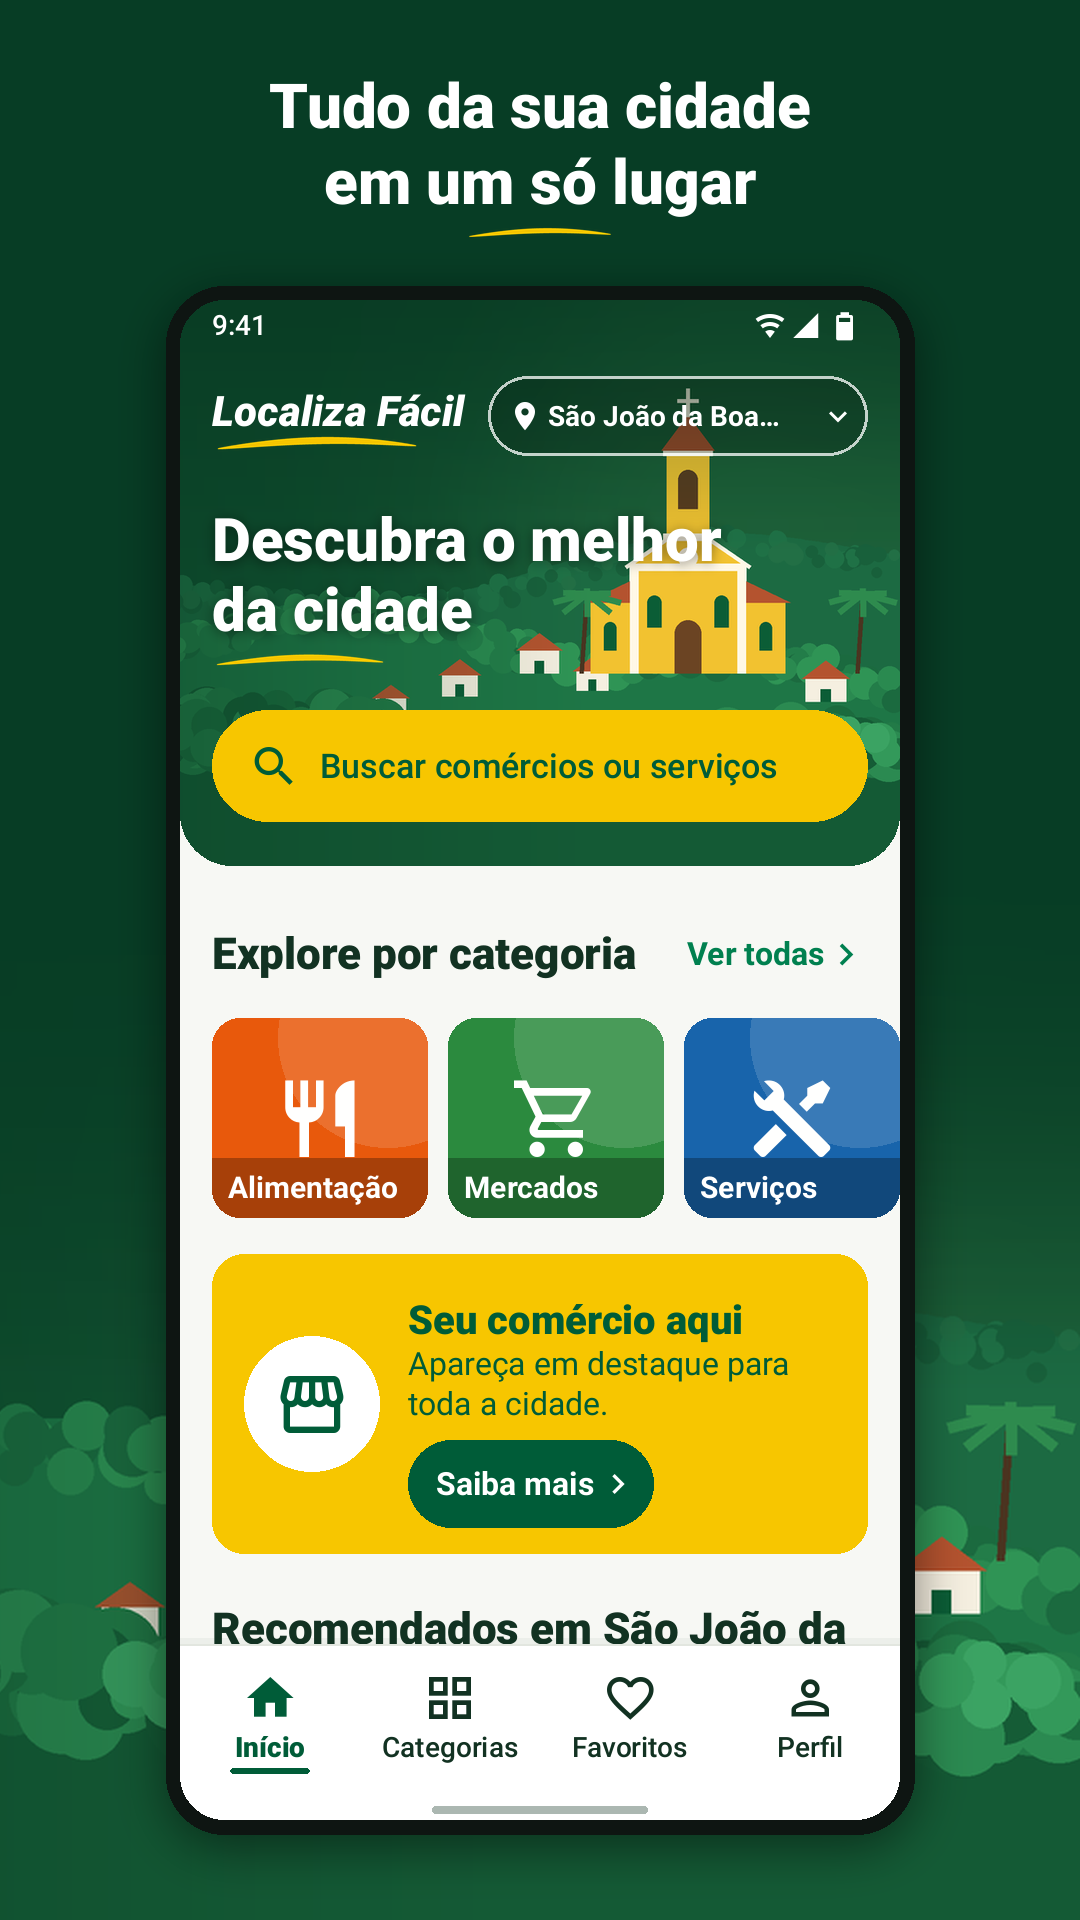 Tudo da sua cidade
em um só lugar
9:41
Localiza Fácil
São João da Boa...
Descubra o melhor
da cidade
Buscar comércios ou serviços
Explore por categoria
Ver todas
Alimentação
Mercados
Serviços
Seu comércio aqui
Apareça em destaque para
toda a cidade.
Saiba mais
Recomendados em São João da
Início
Categorias
Favoritos
Perfil